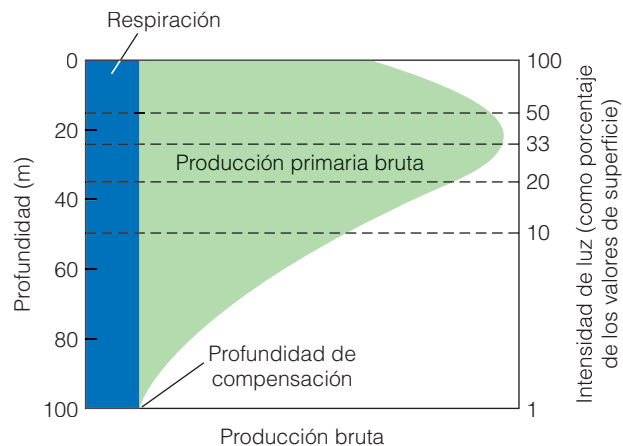 Respiración
0
20
40
60
80
100
Profundidad (m)
Producción primaria bruta
Profundidad de
compensación
Producción bruta
100
50
33
20
10
1
Intensidad de luz (como porcentaje
de los valores de superficie)